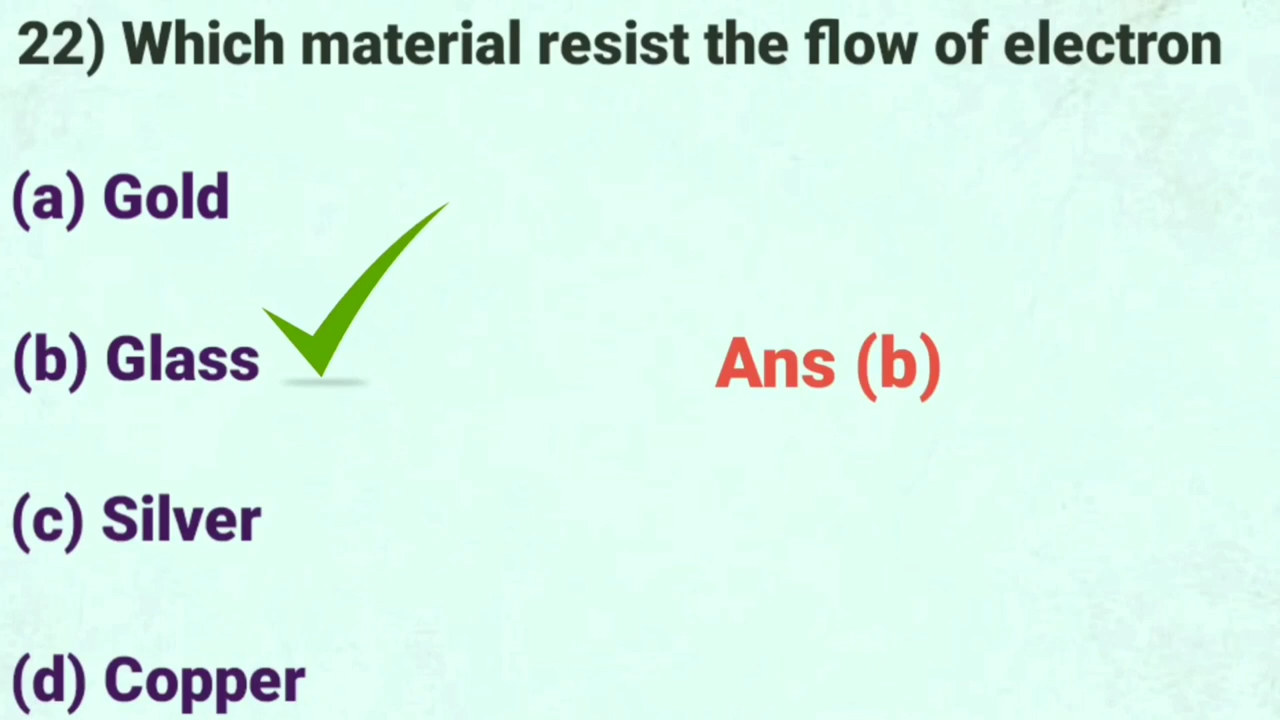 22) Which material resist the flow of electron
(a) Gold
(b) Glass
Ans (b)
(c) Silver
(d) Copper